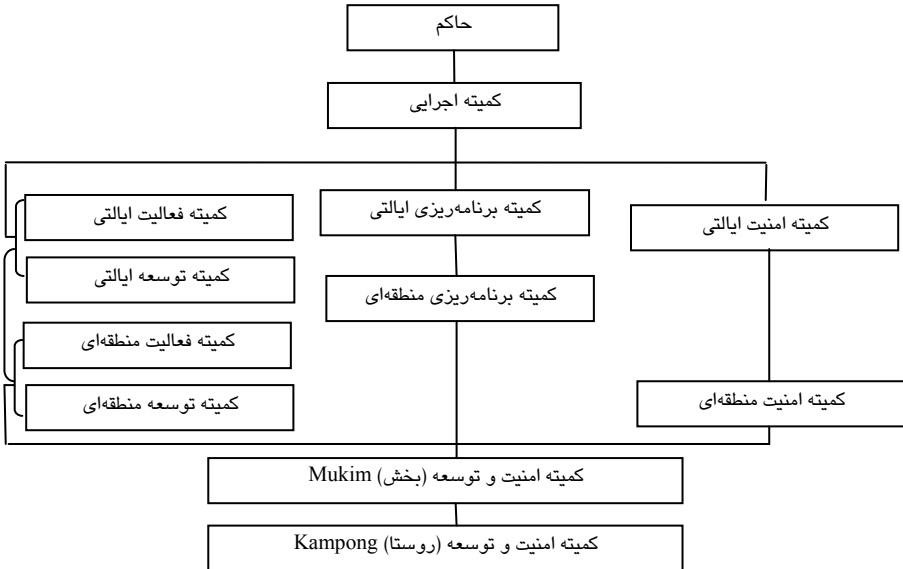 حاکم
کمیته اجرایی
کمیته برنامه‌ریزی ایالتی
کمیته فعالیت ایالتی
کمیته امنیت ایالتی
کمیته توسعه ایالتی
کمیته برنامه‌ریزی منطقه‌ای
کمیته فعالیت منطقه‌ای
کمیته توسعه منطقه‌ای
کمیته امنیت منطقه‌ای
کمیته امنیت و توسعه (بخش) Mukim
کمیته امنیت و توسعه (روستا) Kampong